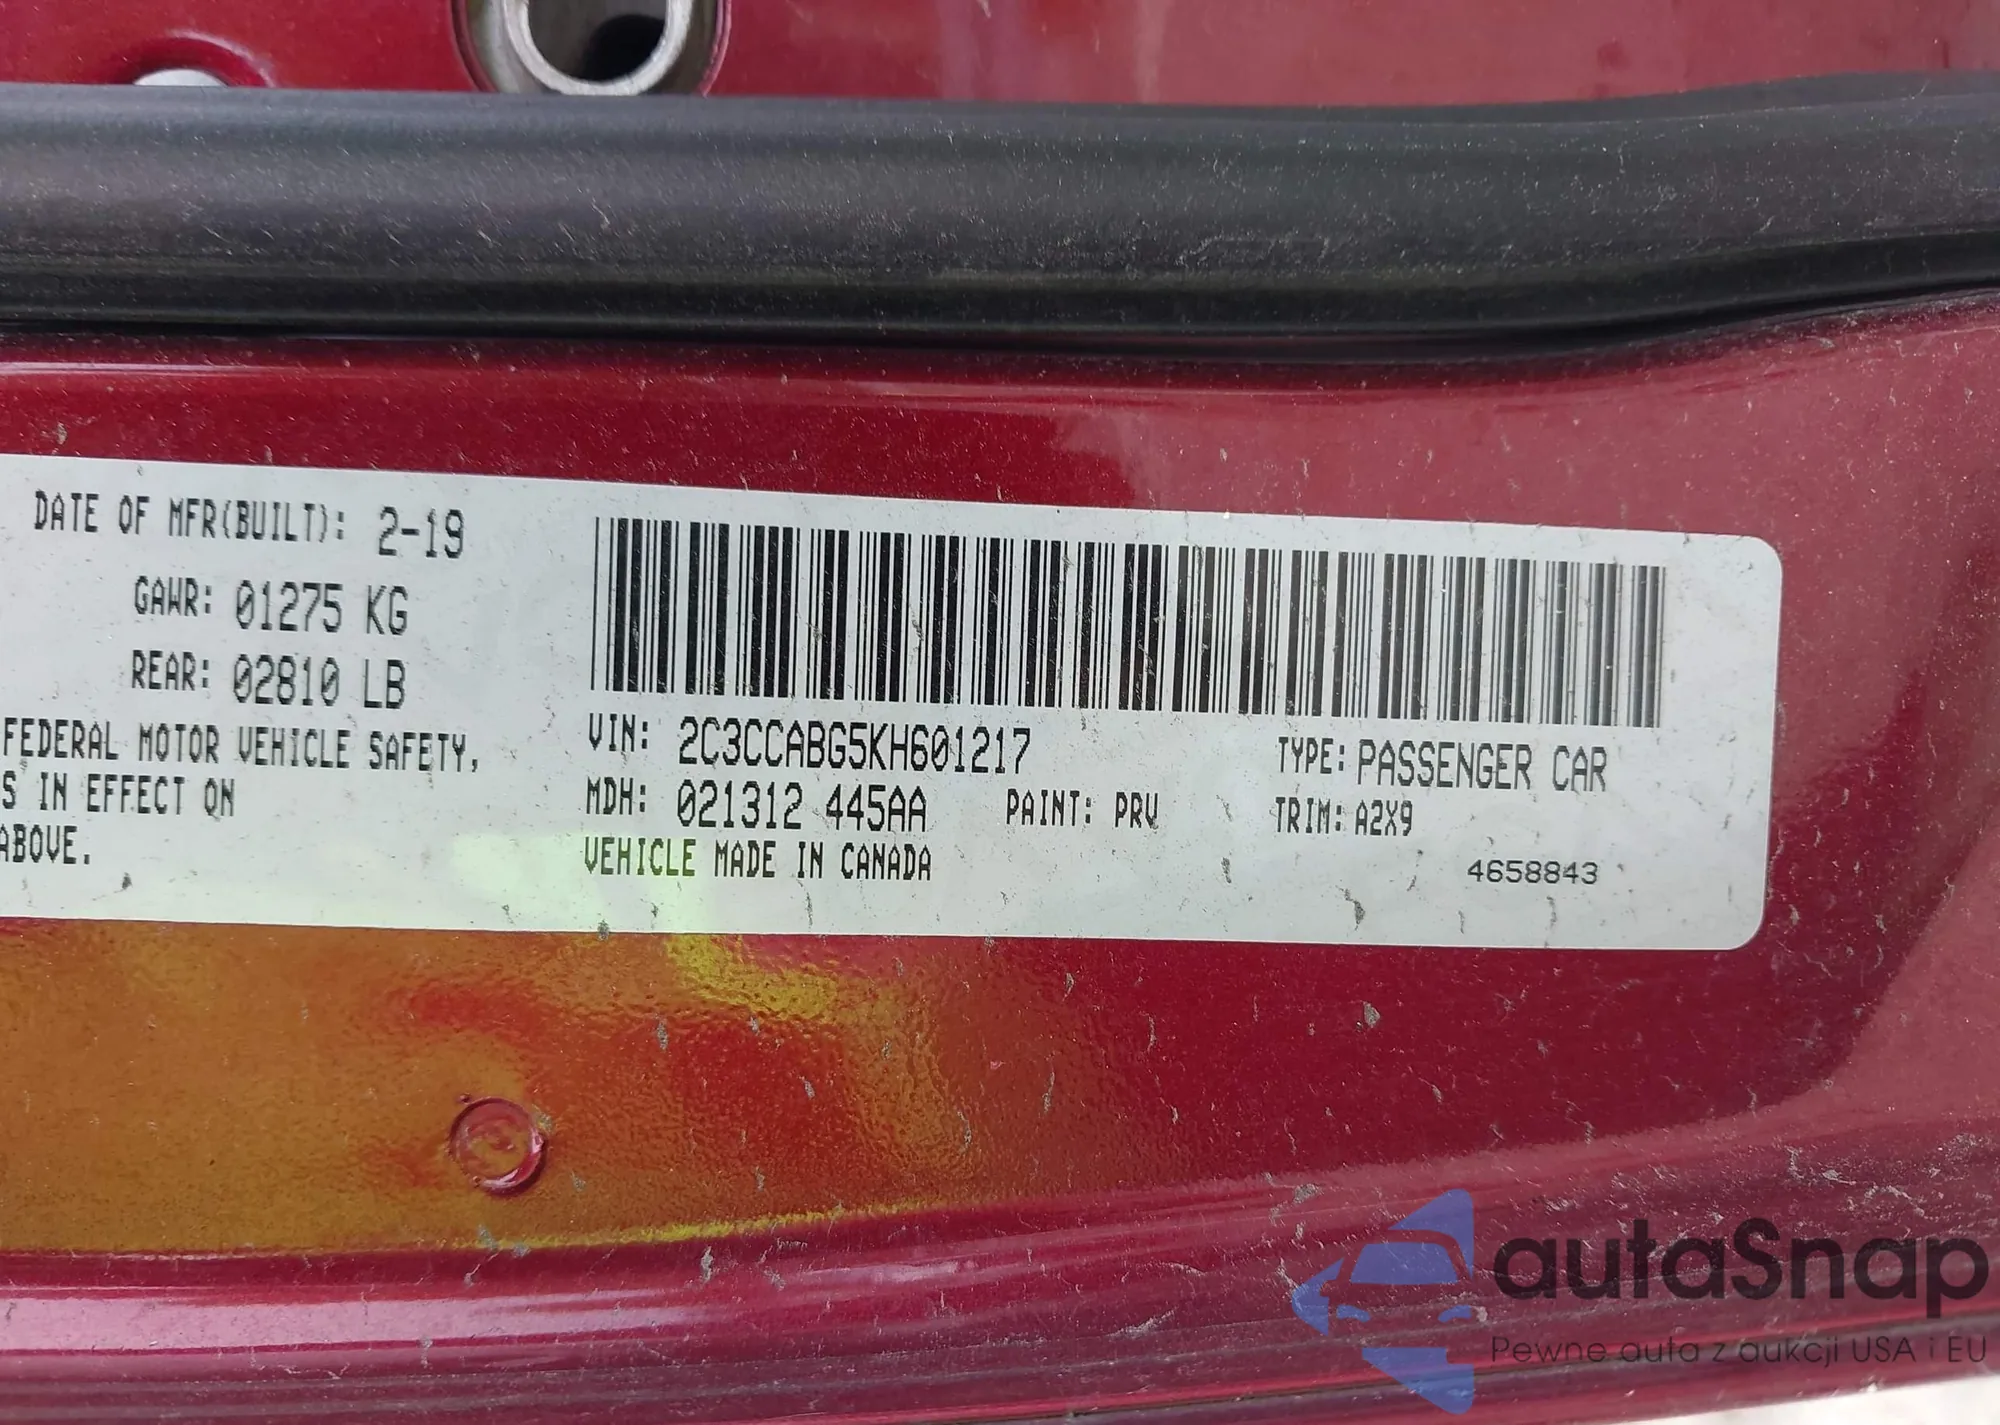 DATE OF MFR(BUILT): 2-19
GAWR: 01275 KG
REAR: 02810 LB
FEDERAL MOTOR VEHICLE SAFETY,
S IN EFFECT ON
ABOVE.
VIN: 2C3CCABG5KH601217
TYPE: PASSENGER CAR
MDH: 021312 445AA
PAINT: PRV
TRIM: A2X9
VEHICLE MADE IN CANADA
4658843
autaSnap
Pewne auta z aukcji USA i EU